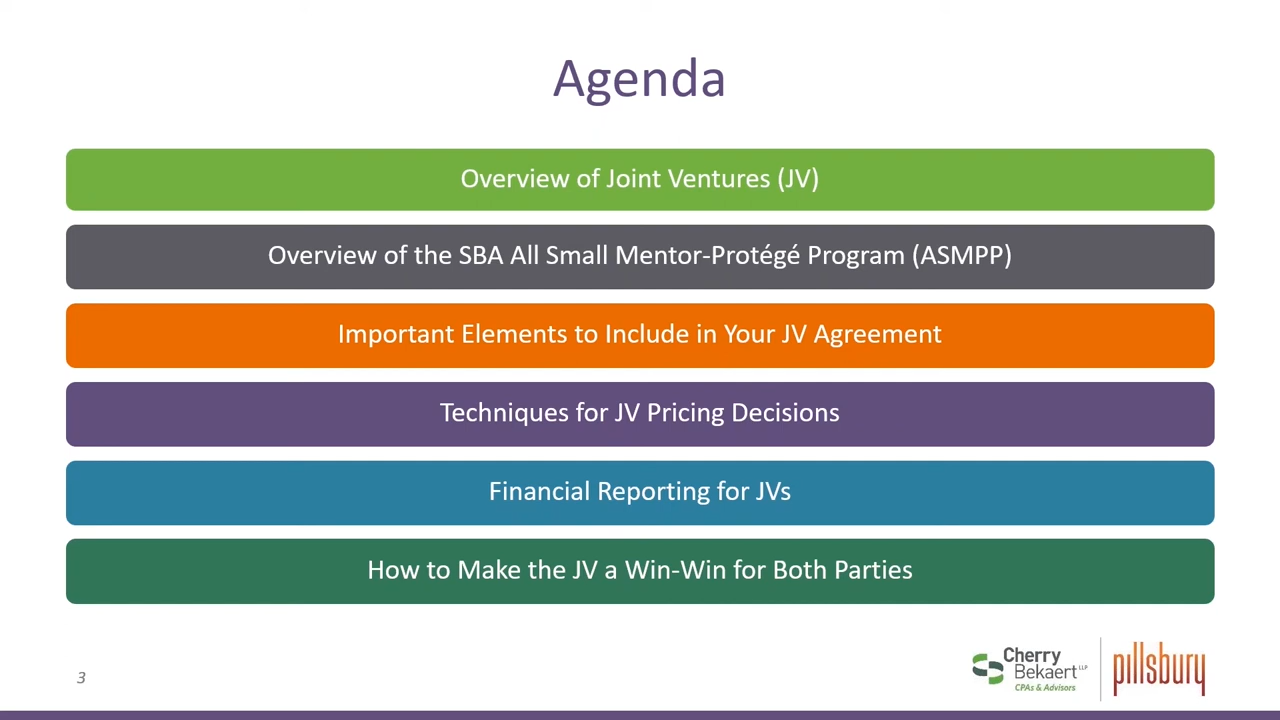 Agenda
Overview of Joint Ventures (JV)
Overview of the SBA All Small Mentor-Protégé Program (ASMPP)
Important Elements to Include in Your JV Agreement
Techniques for JV Pricing Decisions
Financial Reporting for JVs
How to Make the JV a Win-Win for Both Parties
3
Cherry
Bekaert LLP
CPAs & Advisors
pillsbury